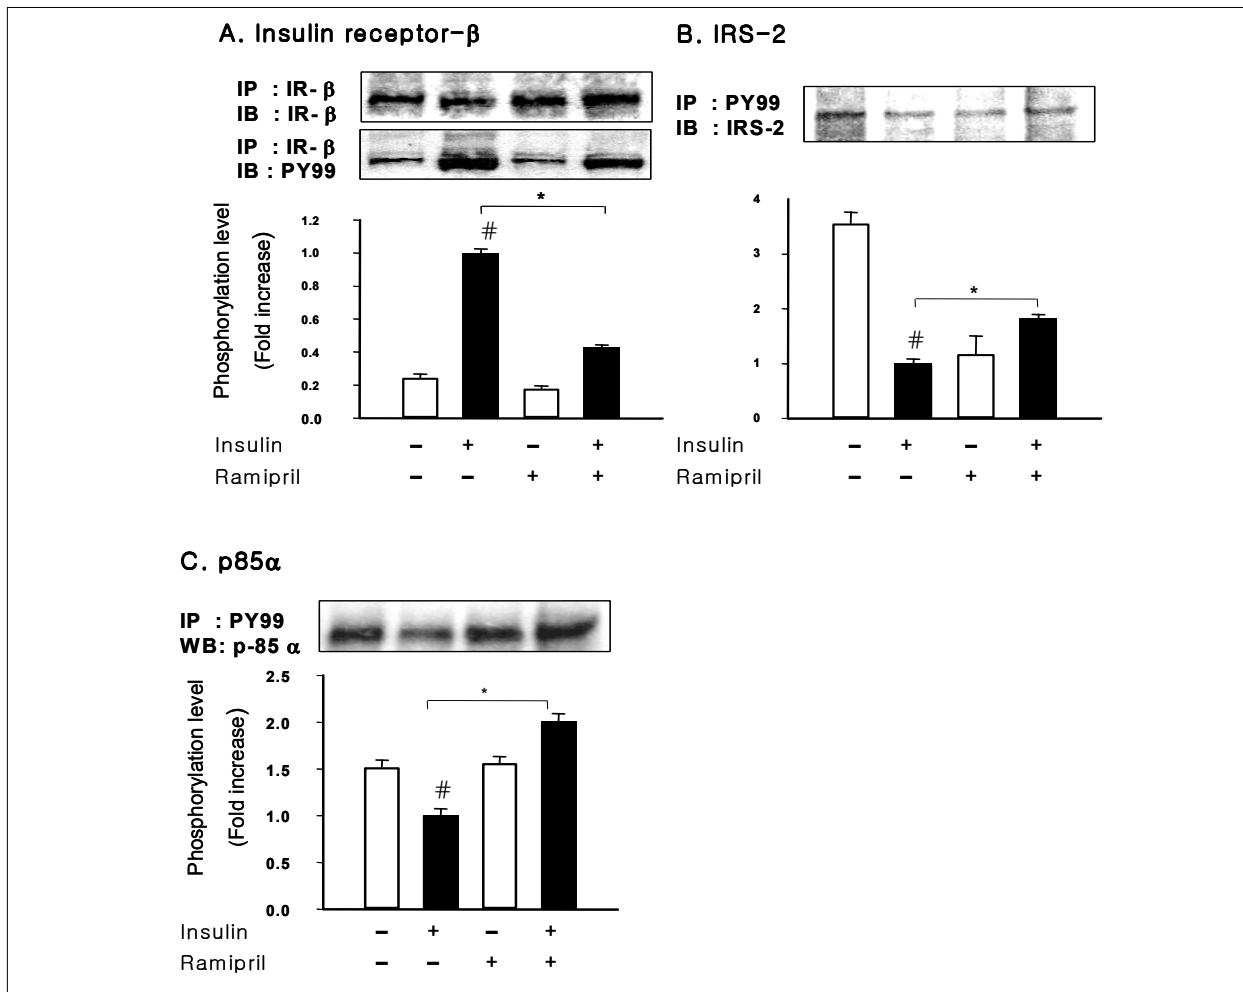 A. Insulin receptor-β
IP : IR-β
IB : IR-β
IP : IR-β
IB : PY99
*
#
Phosphorylation level
(Fold increase)
1.2
1.0
0.8
0.6
0.4
0.2
0.0
Insulin − + − +
Ramipril − − + +
B. IRS-2
IP : PY99
IB : IRS-2
4
3
2
1
0
*
#
Insulin − + − +
Ramipril − − + +
C. p85α
IP : PY99
WB: p-85 α
Phosphorylation level
(Fold increase)
2.5
2.0
1.5
1.0
0.5
0.0
*
#
Insulin − + − +
Ramipril − − + +